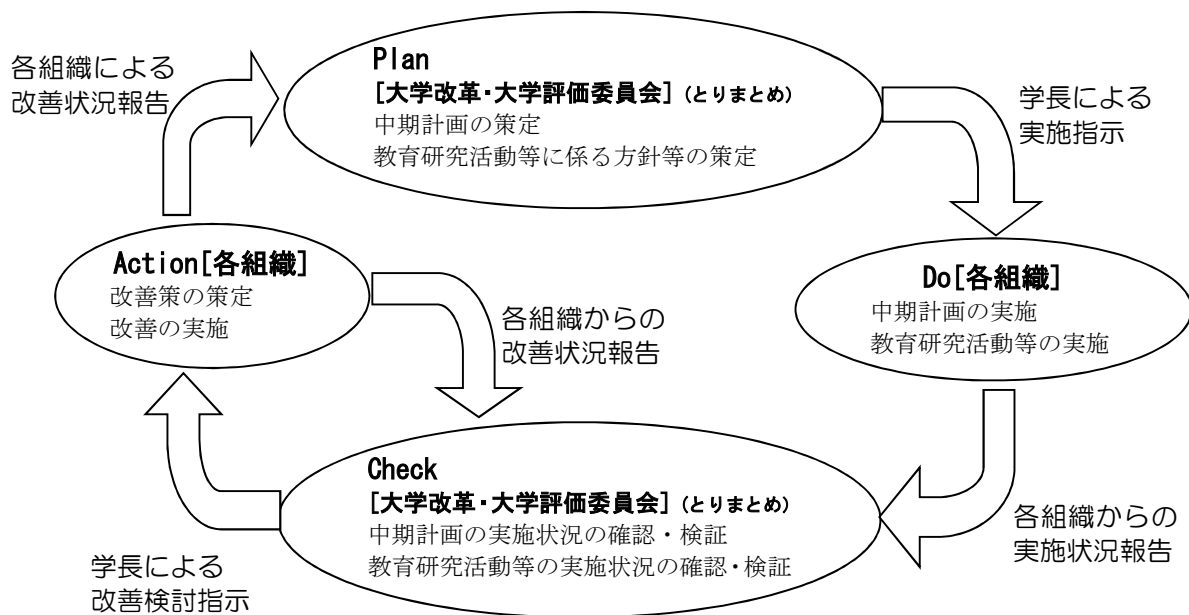 各組織による
改善状況報告
Plan
[大学改革・大学評価委員会] (とりまとめ)
中期計画の策定
教育研究活動等に係る方針等の策定
学長による
実施指示
Action[各組織]
改善策の策定
改善の実施
Do[各組織]
中期計画の実施
教育研究活動等の実施
各組織からの
改善状況報告
Check
[大学改革・大学評価委員会] (とりまとめ)
中期計画の実施状況の確認・検証
教育研究活動等の実施状況の確認・検証
各組織からの
実施状況報告
学長による
改善検討指示